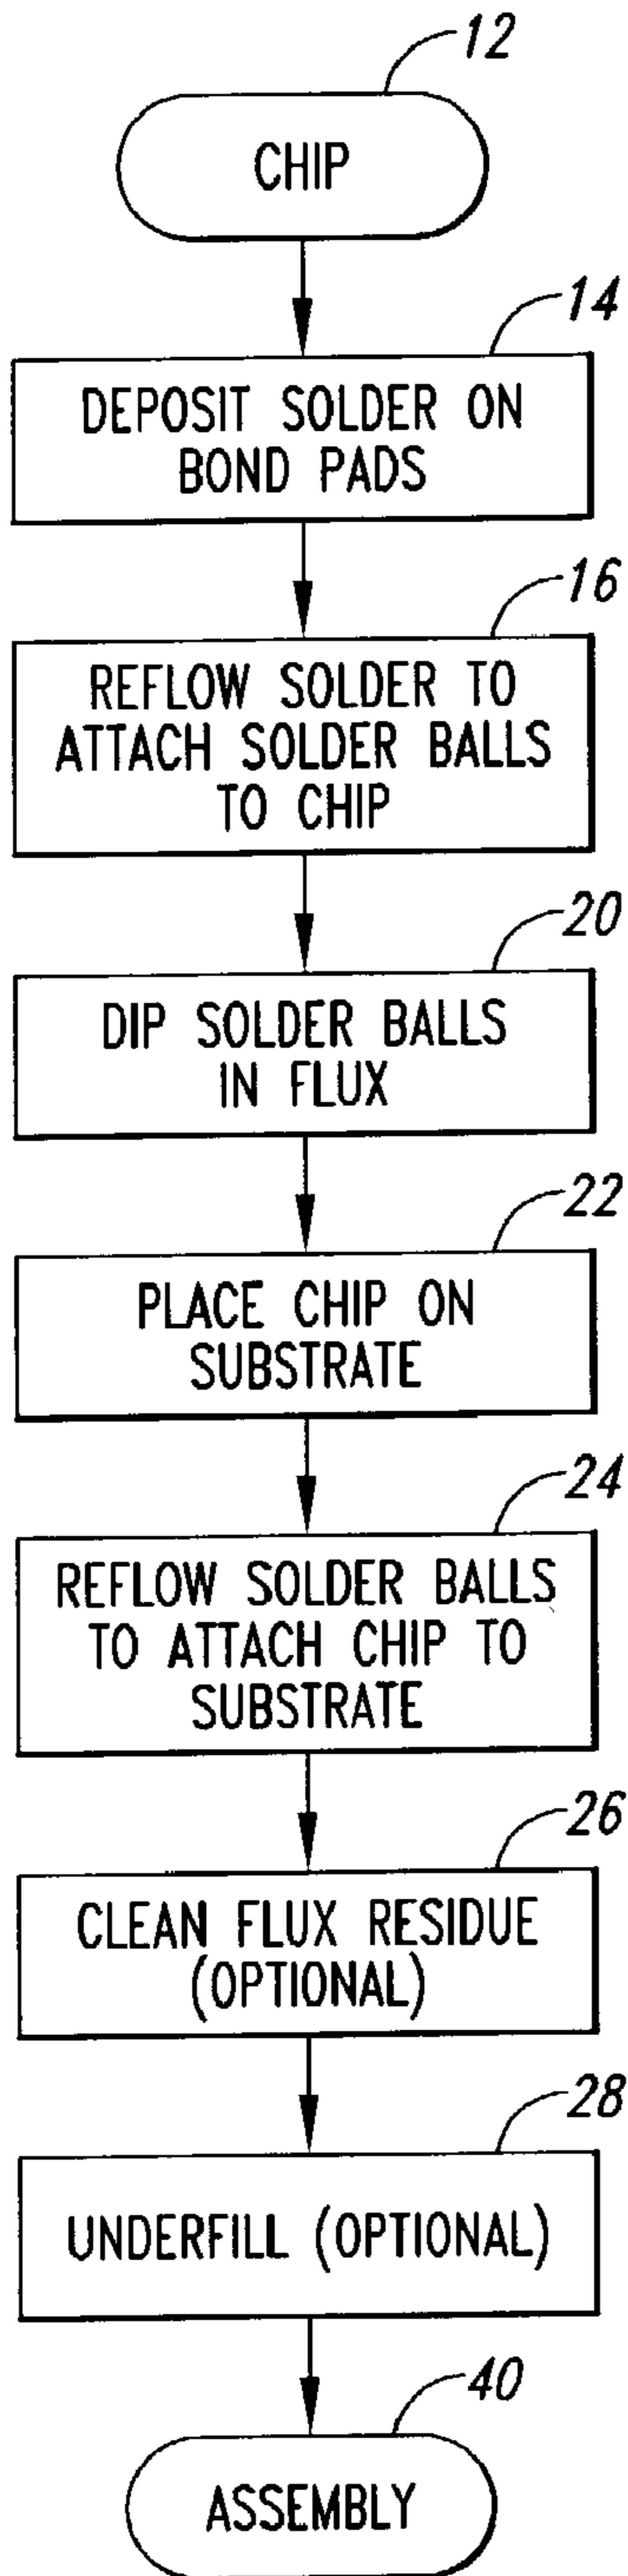 12
CHIP
14
DEPOSIT SOLDER ON
BOND PADS
16
REFLOW SOLDER TO
ATTACH SOLDER BALLS
TO CHIP
20
DIP SOLDER BALLS
IN FLUX
22
PLACE CHIP ON
SUBSTRATE
24
REFLOW SOLDER BALLS
TO ATTACH CHIP TO
SUBSTRATE
26
CLEAN FLUX RESIDUE
(OPTIONAL)
28
UNDERFILL (OPTIONAL)
40
ASSEMBLY